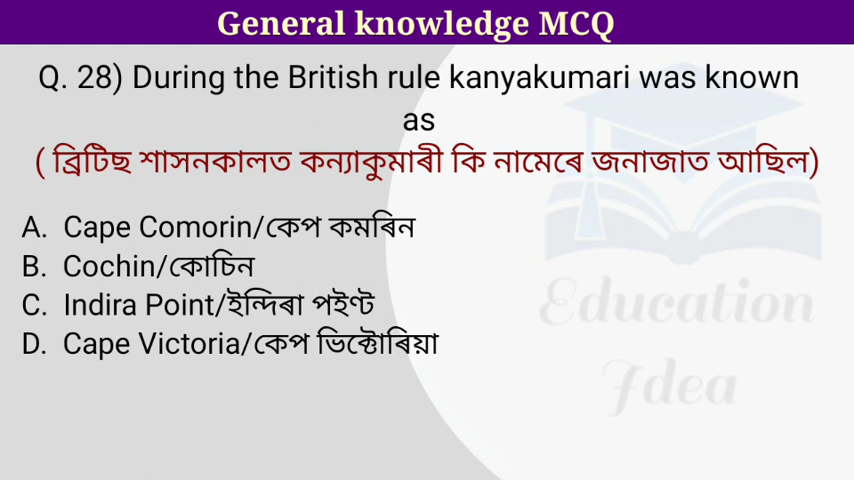 General knowledge MCQ
Q. 28) During the British rule kanyakumari was known
as
( ব্ৰিটিছ শাসনকালত কন্যাকুমাৰী কি নামেৰে জনাজাত আছিল)
A. Cape Comorin/কেপ কমৰিন
B. Cochin/কোচিন
C. Indira Point/ইন্দিৰা পইণ্ট
D. Cape Victoria/কেপ ভিক্টোৰিয়া
Education
Idea